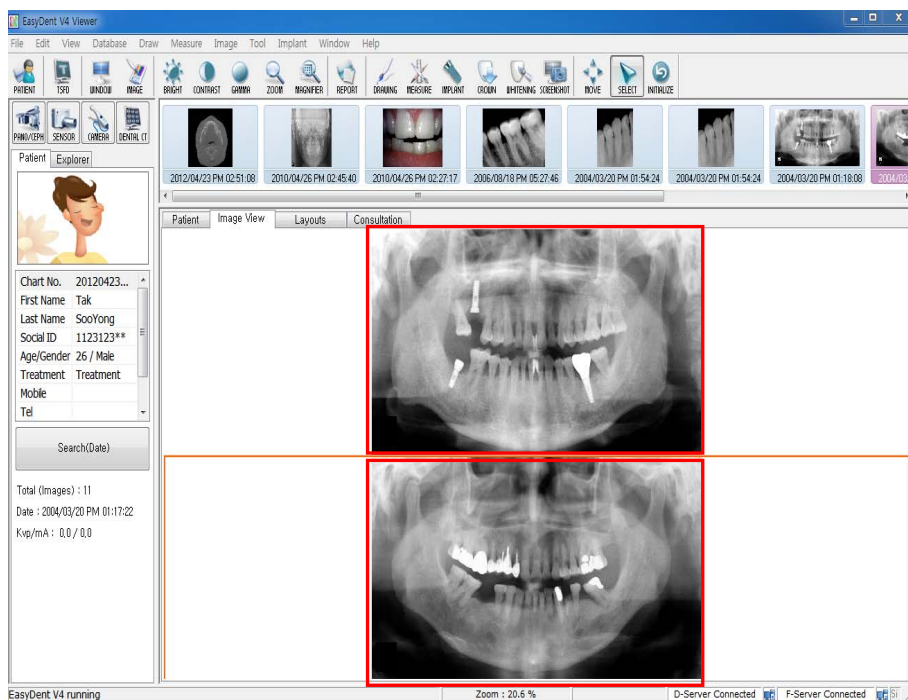 EasyDent V4 Viewer
File Edit View Database Draw Measure Image Tool Implant Window Help
PATIENT TSFD WINDOW IMAGE BRIGHT CONTRAST GAMMA ZOOM MAGNIFIER REPORT DRAWING MEASURE IMPLANT CROWN WHITENING SCREENSHOT MOVE SELECT INITIALIZE
PANO/CEPH SENSOR CAMERA DENTAL CT
Patient Explorer
2012/04/23 PM 02:51:08 2010/04/26 PM 02:45:40 2010/04/26 PM 02:27:17 2006/08/18 PM 05:27:46 2004/03/20 PM 01:54:24 2004/03/20 PM 01:54:24 2004/03/20 PM 01:18:08
Patient Image View Layouts Consultation
Chart No. 20120423...
First Name Tak
Last Name SooYong
Social ID 1123123**
Age/Gender 26 / Male
Treatment Treatment
Mobile
Tel
Search(Date)
Total (Images) : 11
Date : 2004/03/20 PM 01:17:22
Kvp/mA : 0,0 / 0,0
EasyDent V4 running Zoom : 20.6 % D-Server Connected F-Server Connected